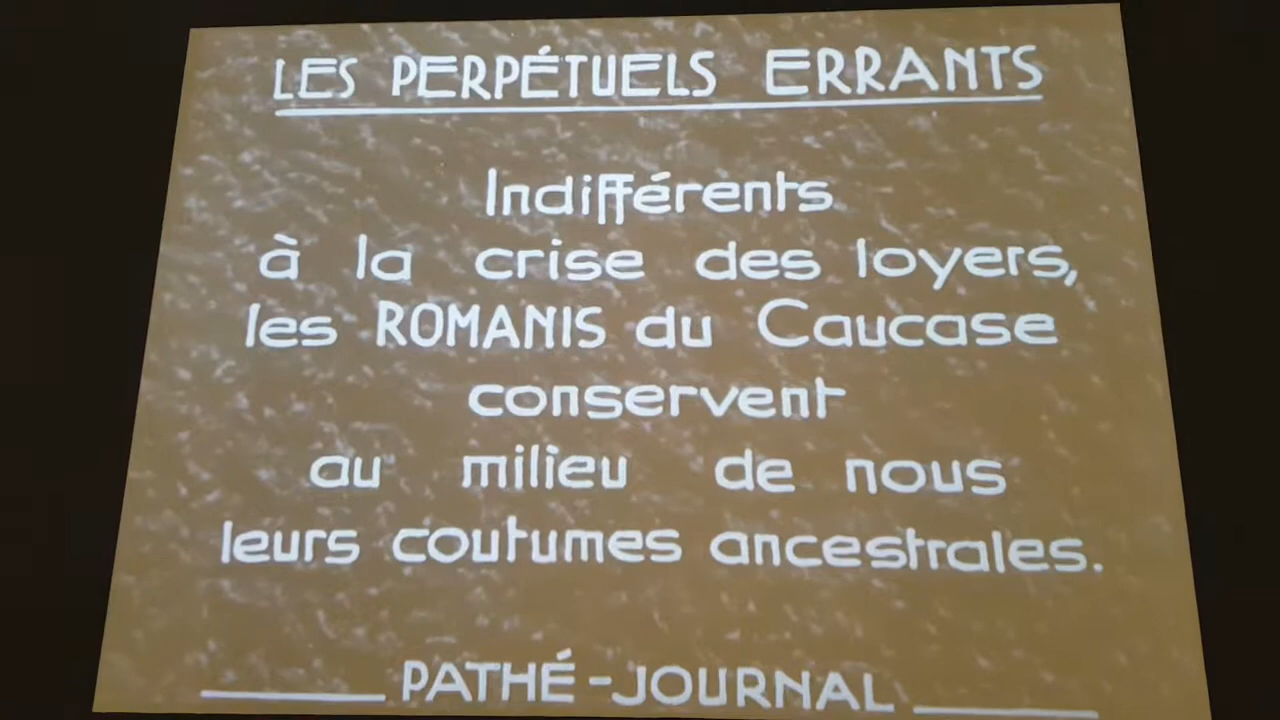 LES PERPÉTUELS ERRANTS
Indifférents
à la crise des loyers,
les ROMANIS du Caucase
conservent
au milieu de nous
leurs coutumes ancestrales.
PATHÉ-JOURNAL